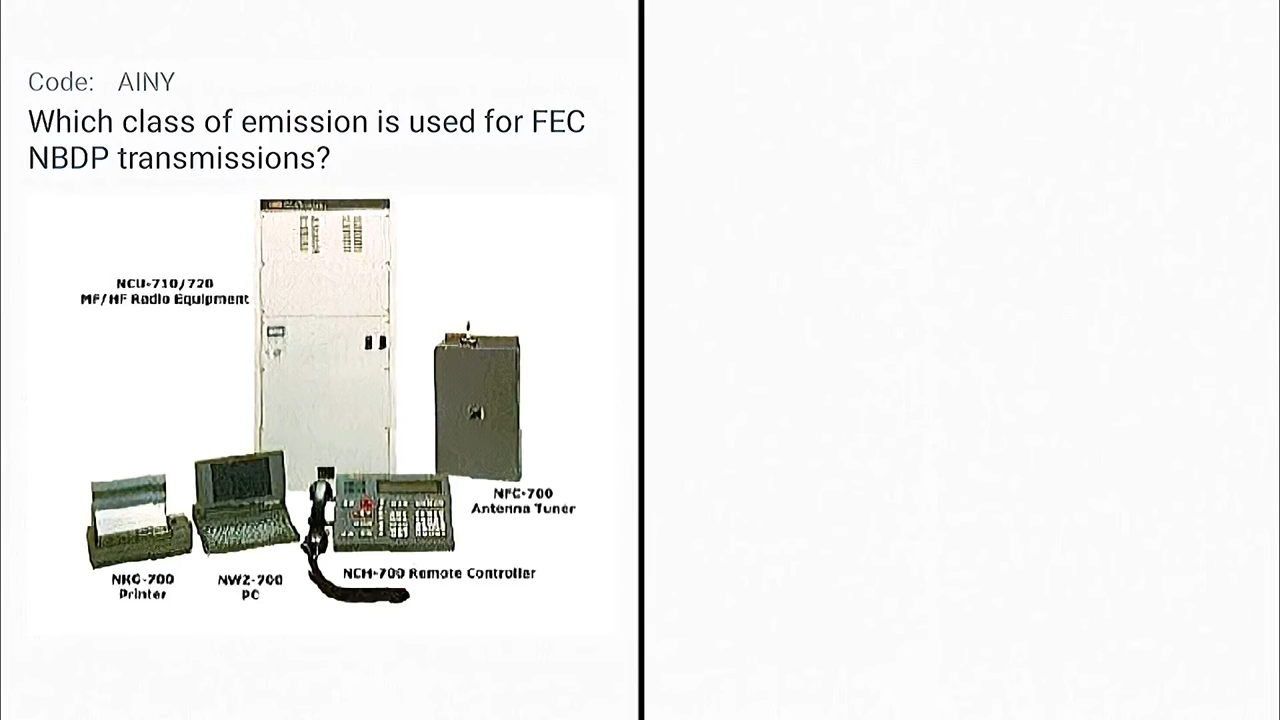 Code: AINY
Which class of emission is used for FEC
NBDP transmissions?
NCU-710/720
MF/HF Radio Equipment
NFC-700
Antenna Tuner
NCH-700 Remote Controller
NKG-700
Printer
NWZ-700
PC